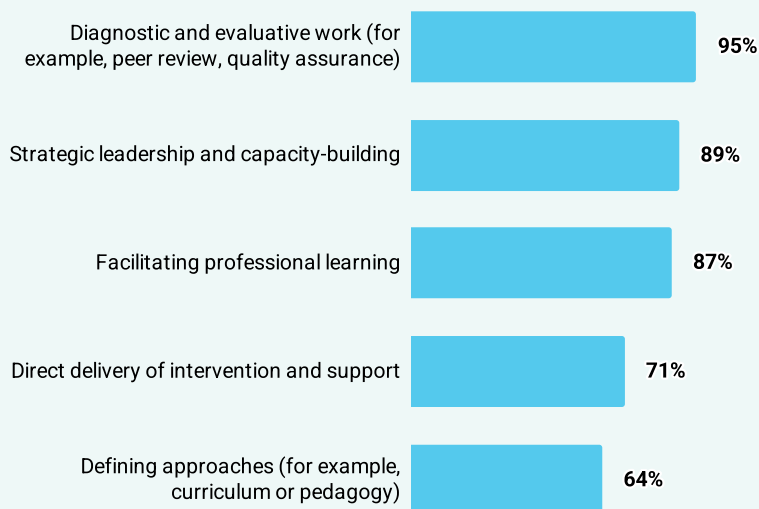 Diagnostic and evaluative work (for
example, peer review, quality assurance)
95%
Strategic leadership and capacity-building
89%
Facilitating professional learning
87%
Direct delivery of intervention and support
71%
Defining approaches (for example,
curriculum or pedagogy)
64%